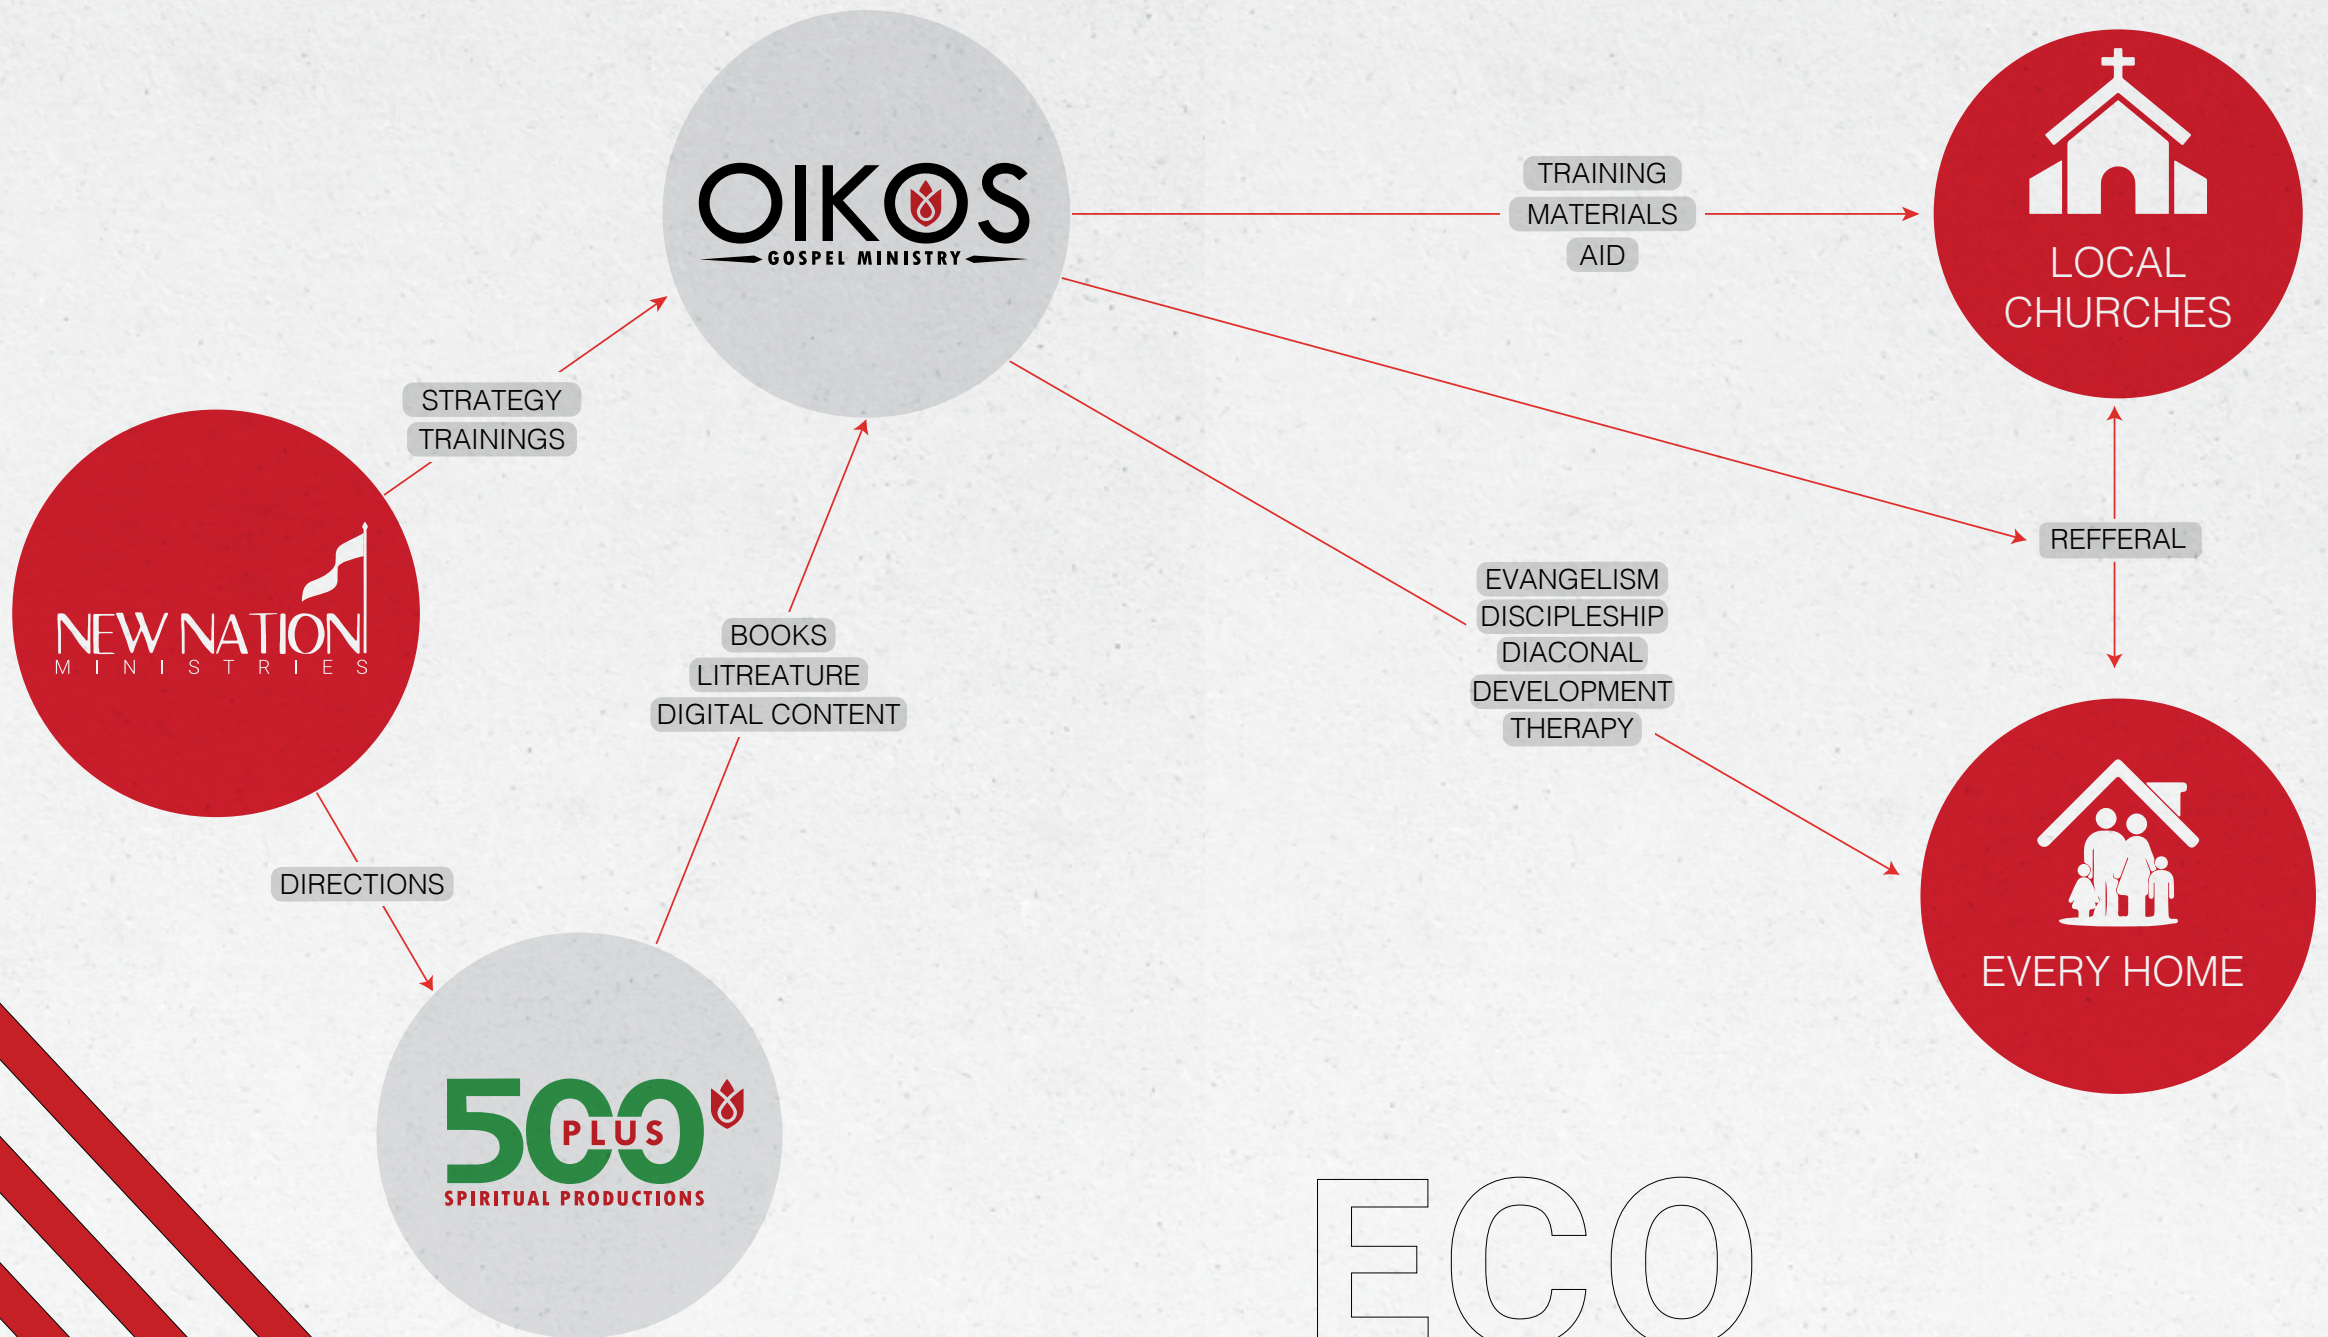 OIKOS
GOSPEL MINISTRY
TRAINING
MATERIALS
AID
LOCAL
CHURCHES
STRATEGY
TRAININGS
NEW NATION
MINISTRIES
BOOKS
LITREATURE
DIGITAL CONTENT
EVANGELISM
DISCIPLESHIP
DIACONAL
DEVELOPMENT
THERAPY
REFFERAL
DIRECTIONS
EVERY HOME
500
PLUS
SPIRITUAL PRODUCTIONS
ECO